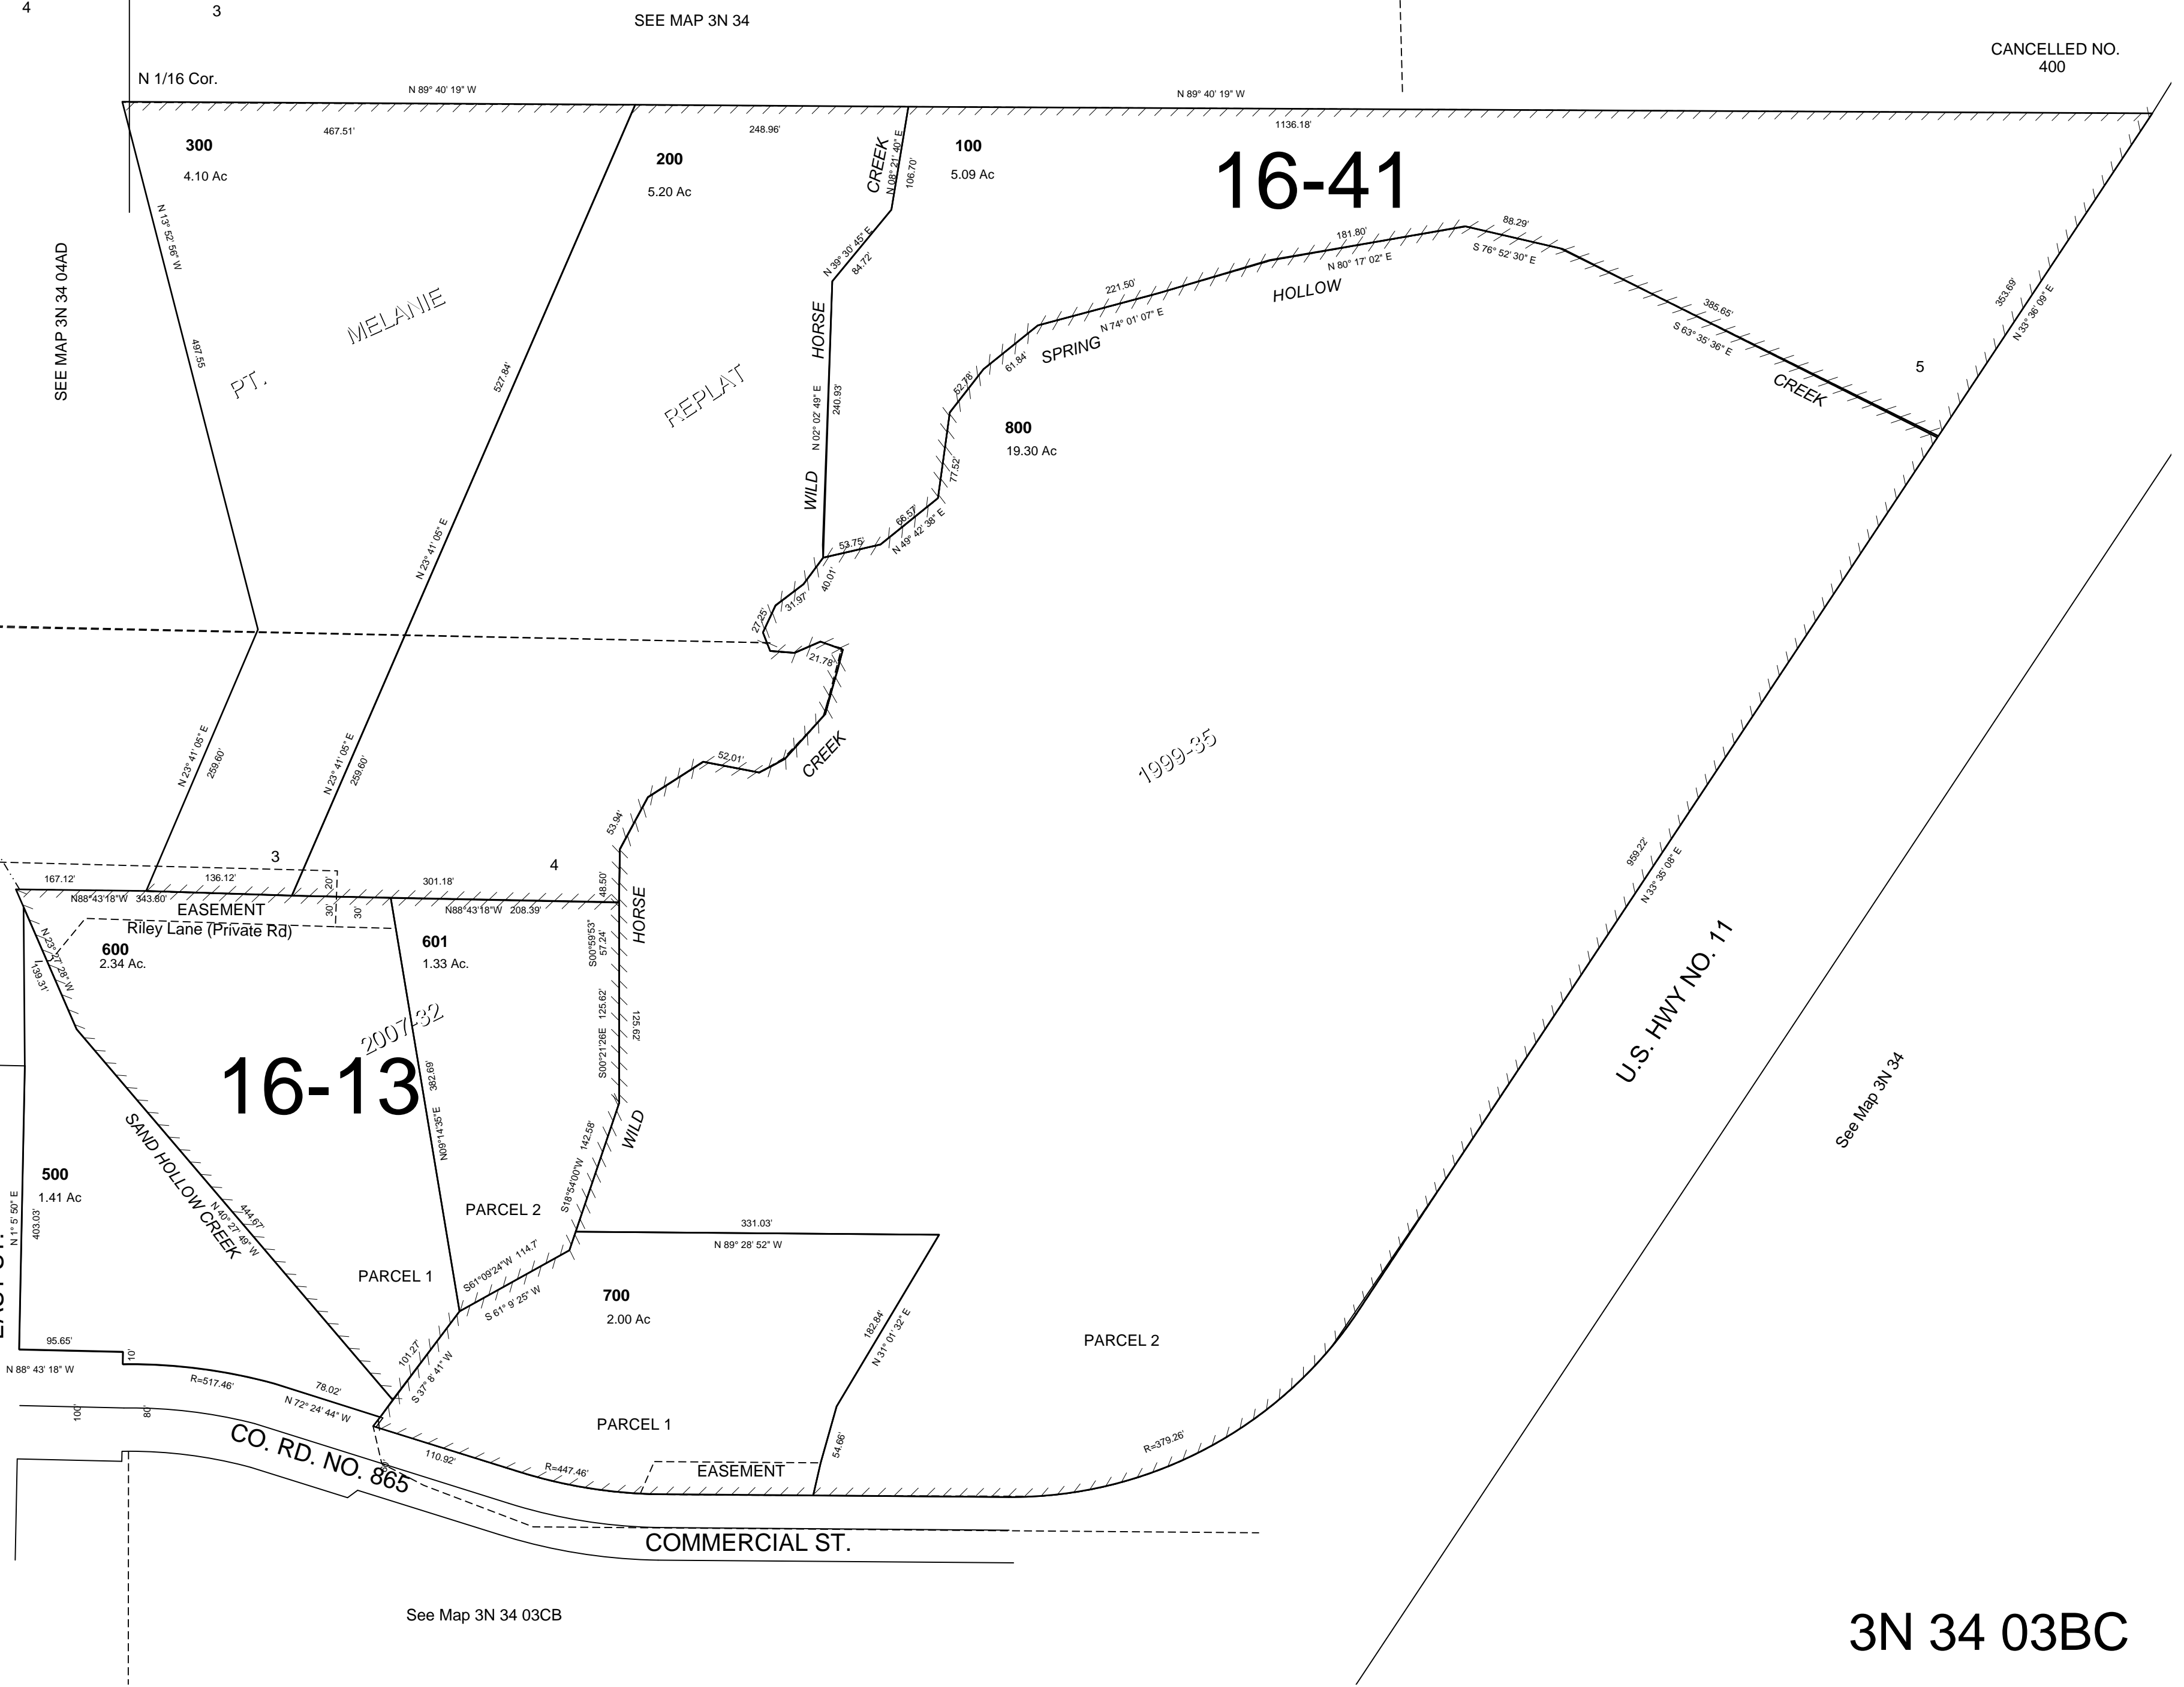 4
3
SEE MAP 3N 34
CANCELLED NO.
400
N 1/16 Cor.
N 89° 40' 19" W
N 89° 40' 19" W
467.51'
248.96'
1136.18'
300
4.10 Ac
200
5.20 Ac
100
5.09 Ac
16-41
CREEK
N 08° 21' 40" E
106.70'
N 39° 30' 45" E
84.72'
N 13° 52' 56" W
497.55
SEE MAP 3N 34 04AD
PT.
MELANIE
REPLAT
527.84'
N 23° 41' 05" E
HORSE
WILD
N 02° 02' 49" E
240.93'
88.29'
S 76° 52' 30" E
181.80'
N 80° 17' 02" E
HOLLOW
221.50'
N 74° 01' 07" E
SPRING
61.84'
52.78'
77.52'
385.65'
S 63° 35' 36" E
CREEK
353.69'
N 33° 36' 09" E
5
800
19.30 Ac
66.57'
N 49° 42' 38" E
53.75'
40.01'
31.97'
27.25'
21.78'
CREEK
52.01'
53.94'
1999-35
N 23° 41' 05" E
259.60'
N 23° 41' 05" E
259.60'
3
4
167.12'
136.12'
20'
301.18'
48.50'
N88°43'18"W 343.80'
EASEMENT
30'
30'
N88°43'18"W 208.39'
Riley Lane (Private Rd)
600
2.34 Ac.
601
1.33 Ac.
N 23° 27' 28" W
139.31'
HORSE
S00°59'53"
57.24'
S00°21'26E 125.62'
125.62'
WILD
959.22'
N 33° 35' 08" E
U.S. HWY NO. 11
See Map 3N 34
2007-32
16-13
N09°14'35"E 382.69'
SAND HOLLOW CREEK
444.67'
N 40° 27' 49" W
500
1.41 Ac
N 1° 5' 50" E
403.03'
S18°54'00"W 142.58'
PARCEL 2
PARCEL 1
S61°09'24"W 114.7'
S 61° 9' 25" W
331.03'
N 89° 28' 52" W
700
2.00 Ac
182.84'
N 31° 01' 32" E
PARCEL 2
95.65'
10'
N 88° 43' 18" W
R=517.46'
78.02'
N 72° 24' 44" W
101.27'
S 37° 8' 41" W
100'
80'
CO. RD. NO. 865
110.92'
R=447.46'
PARCEL 1
EASEMENT
54.66'
R=379.26'
COMMERCIAL ST.
See Map 3N 34 03CB
3N 34 03BC